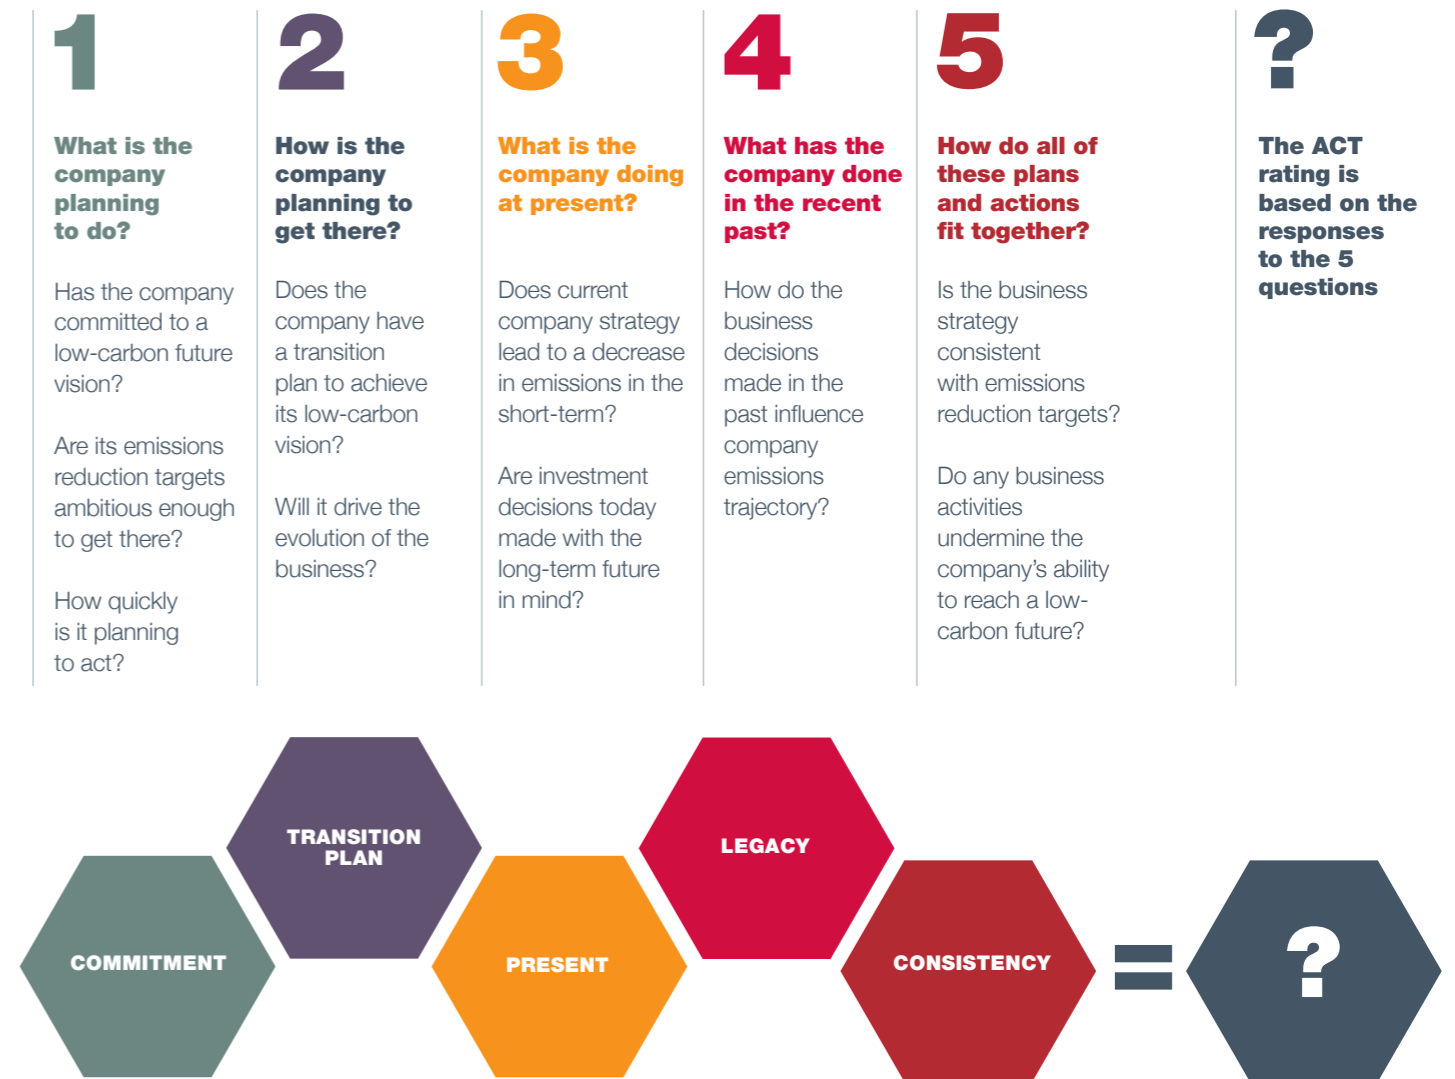 1
What is the
company
planning
to do?
Has the company
committed to a
low-carbon future
vision?
Are its emissions
reduction targets
ambitious enough
to get there?
How quickly
is it planning
to act?
2
How is the
company
planning to
get there?
Does the
company have
a transition
plan to achieve
its low-carbon
vision?
Will it drive the
evolution of the
business?
3
What is the
company doing
at present?
Does current
company strategy
lead to a decrease
in emissions in the
short-term?
Are investment
decisions today
made with the
long-term future
in mind?
4
What has the
company done
in the recent
past?
How do the
business
decisions
made in the
past influence
company
emissions
trajectory?
5
How do all of
these plans
and actions
fit together?
Is the business
strategy
consistent
with emissions
reduction targets?
Do any business
activities
undermine the
company’s ability
to reach a low-
carbon future?
?
The ACT
rating is
based on the
responses
to the 5
questions
COMMITMENT
TRANSITION
PLAN
PRESENT
LEGACY
CONSISTENCY
=
?